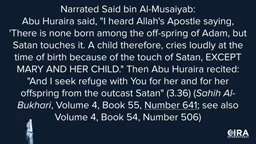 Narrated Said bin Al-Musaiyab:
Abu Huraira said, "I heard Allah's Apostle saying,
'There is none born among the off-spring of Adam, but
Satan touches it. A child therefore, cries loudly at the
time of birth because of the touch of Satan, EXCEPT
MARY AND HER CHILD." Then Abu Huraira recited:
"And I seek refuge with You for her and for her
offspring from the outcast Satan" (3.36) (Sahih Al-
Bukhari, Volume 4, Book 55, Number 641; see also
Volume 4, Book 54, Number 506)
CIRA